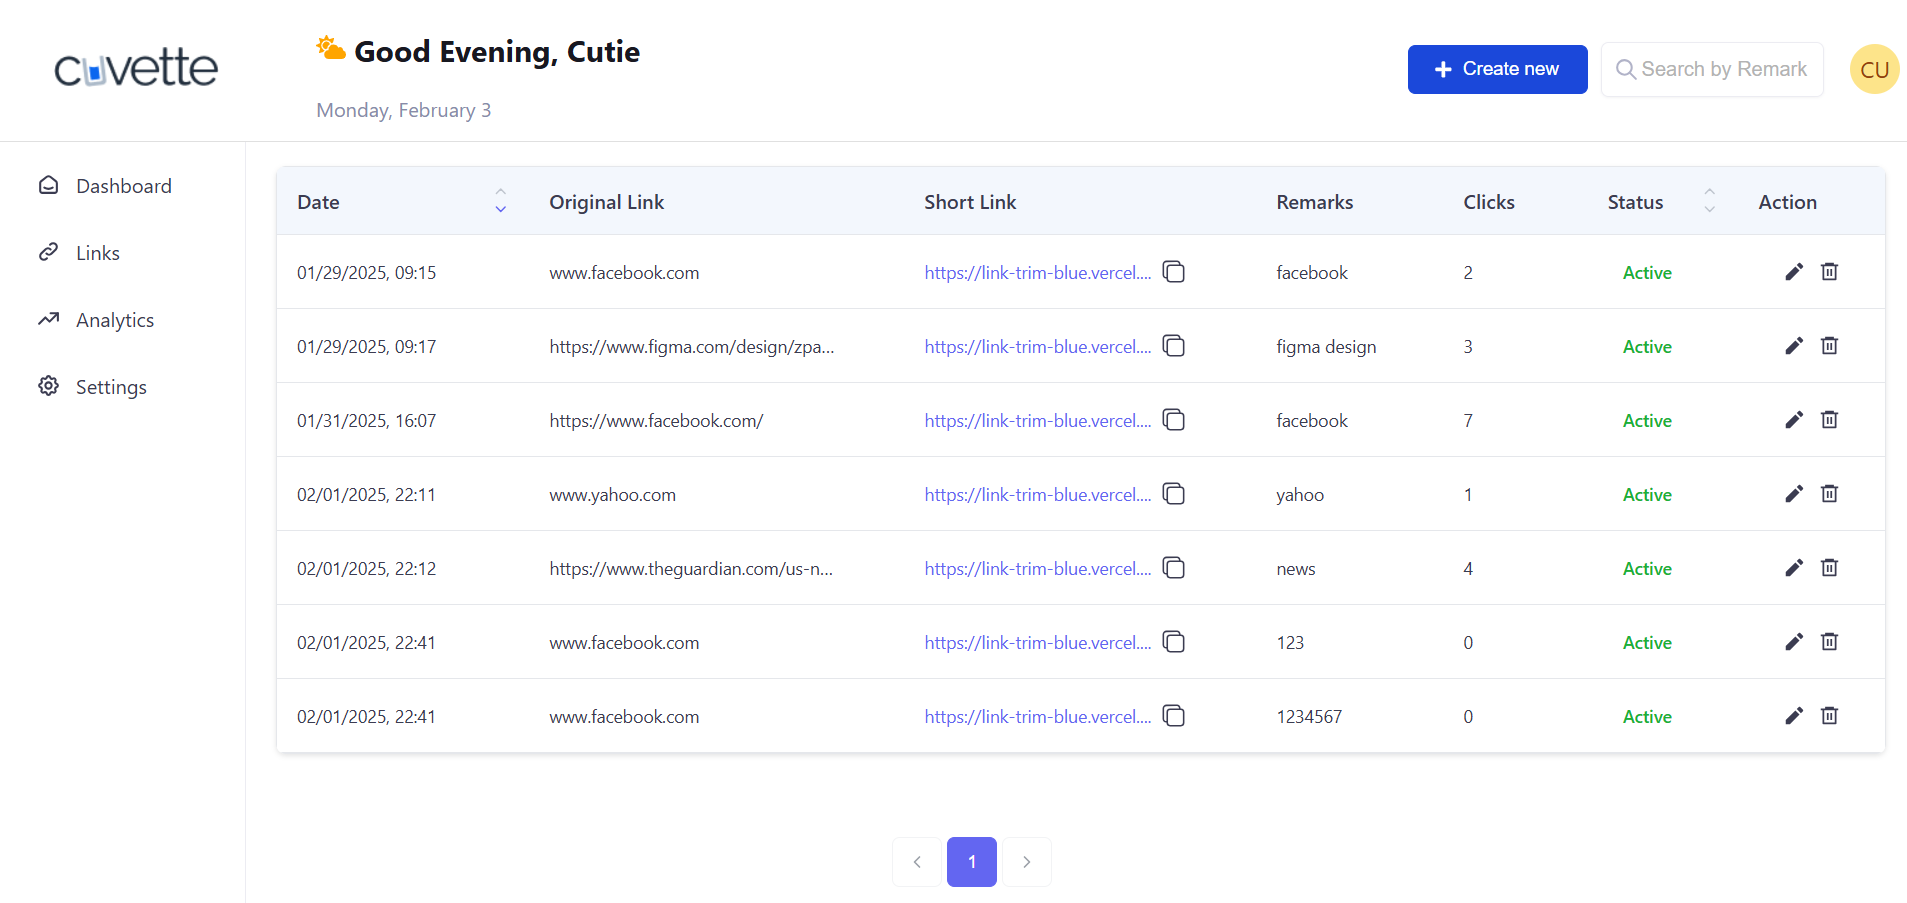 cuvette
Good Evening, Cutie
Monday, February 3
Create new
Search by Remark
CU
Dashboard
Links
Analytics
Settings
Date Original Link Short Link Remarks Clicks Status Action
01/29/2025, 09:15 www.facebook.com https://link-trim-blue.vercel.... facebook 2 Active
01/29/2025, 09:17 https://www.figma.com/design/zpa... https://link-trim-blue.vercel.... figma design 3 Active
01/31/2025, 16:07 https://www.facebook.com/ https://link-trim-blue.vercel.... facebook 7 Active
02/01/2025, 22:11 www.yahoo.com https://link-trim-blue.vercel.... yahoo 1 Active
02/01/2025, 22:12 https://www.theguardian.com/us-n... https://link-trim-blue.vercel.... news 4 Active
02/01/2025, 22:41 www.facebook.com https://link-trim-blue.vercel.... 123 0 Active
02/01/2025, 22:41 www.facebook.com https://link-trim-blue.vercel.... 1234567 0 Active
1